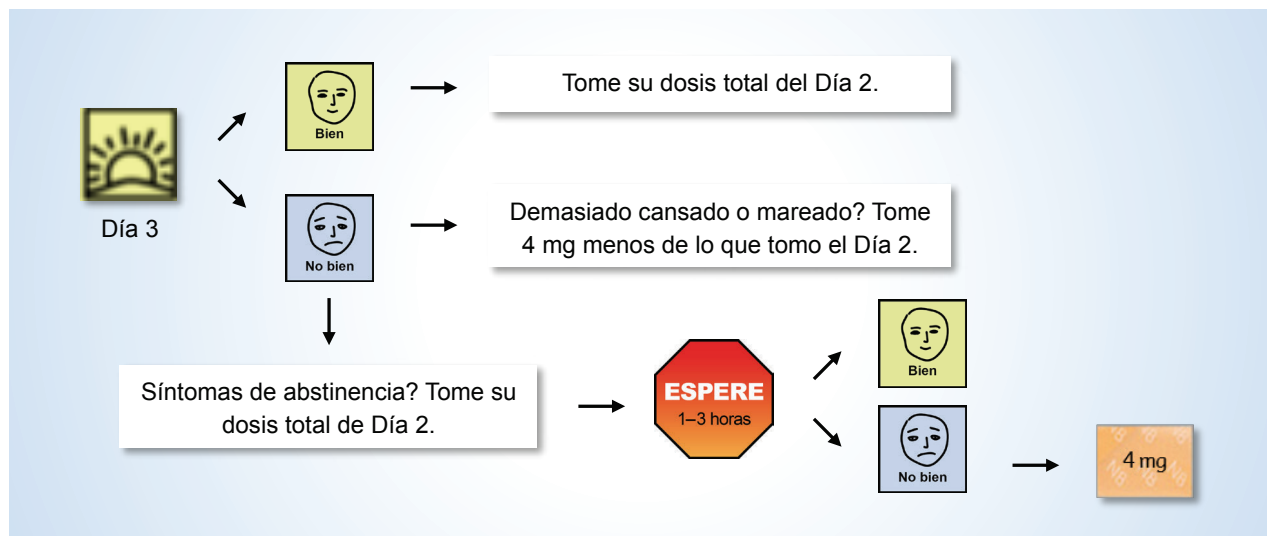 Día 3
Bien
Tome su dosis total del Día 2.
No bien
Demasiado cansado o mareado? Tome
4 mg menos de lo que tomo el Día 2.
Síntomas de abstinencia? Tome su
dosis total de Día 2.
ESPERE
1–3 horas
Bien
No bien
4 mg